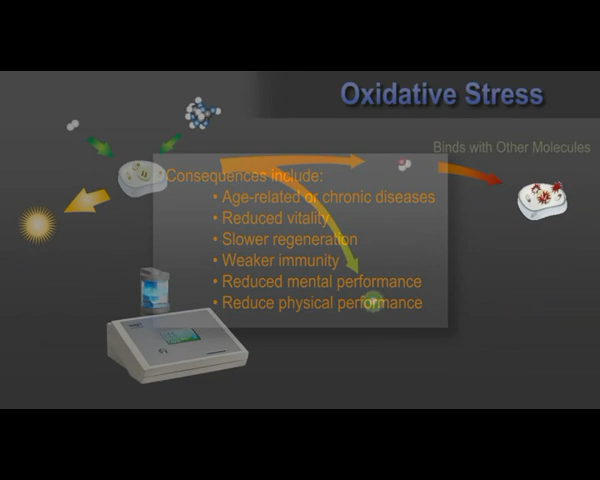 Oxidative Stress
Binds with Other Molecules
Consequences include:
• Age-related or chronic diseases
• Reduced vitality
• Slower regeneration
• Weaker immunity
• Reduced mental performance
• Reduce physical performance